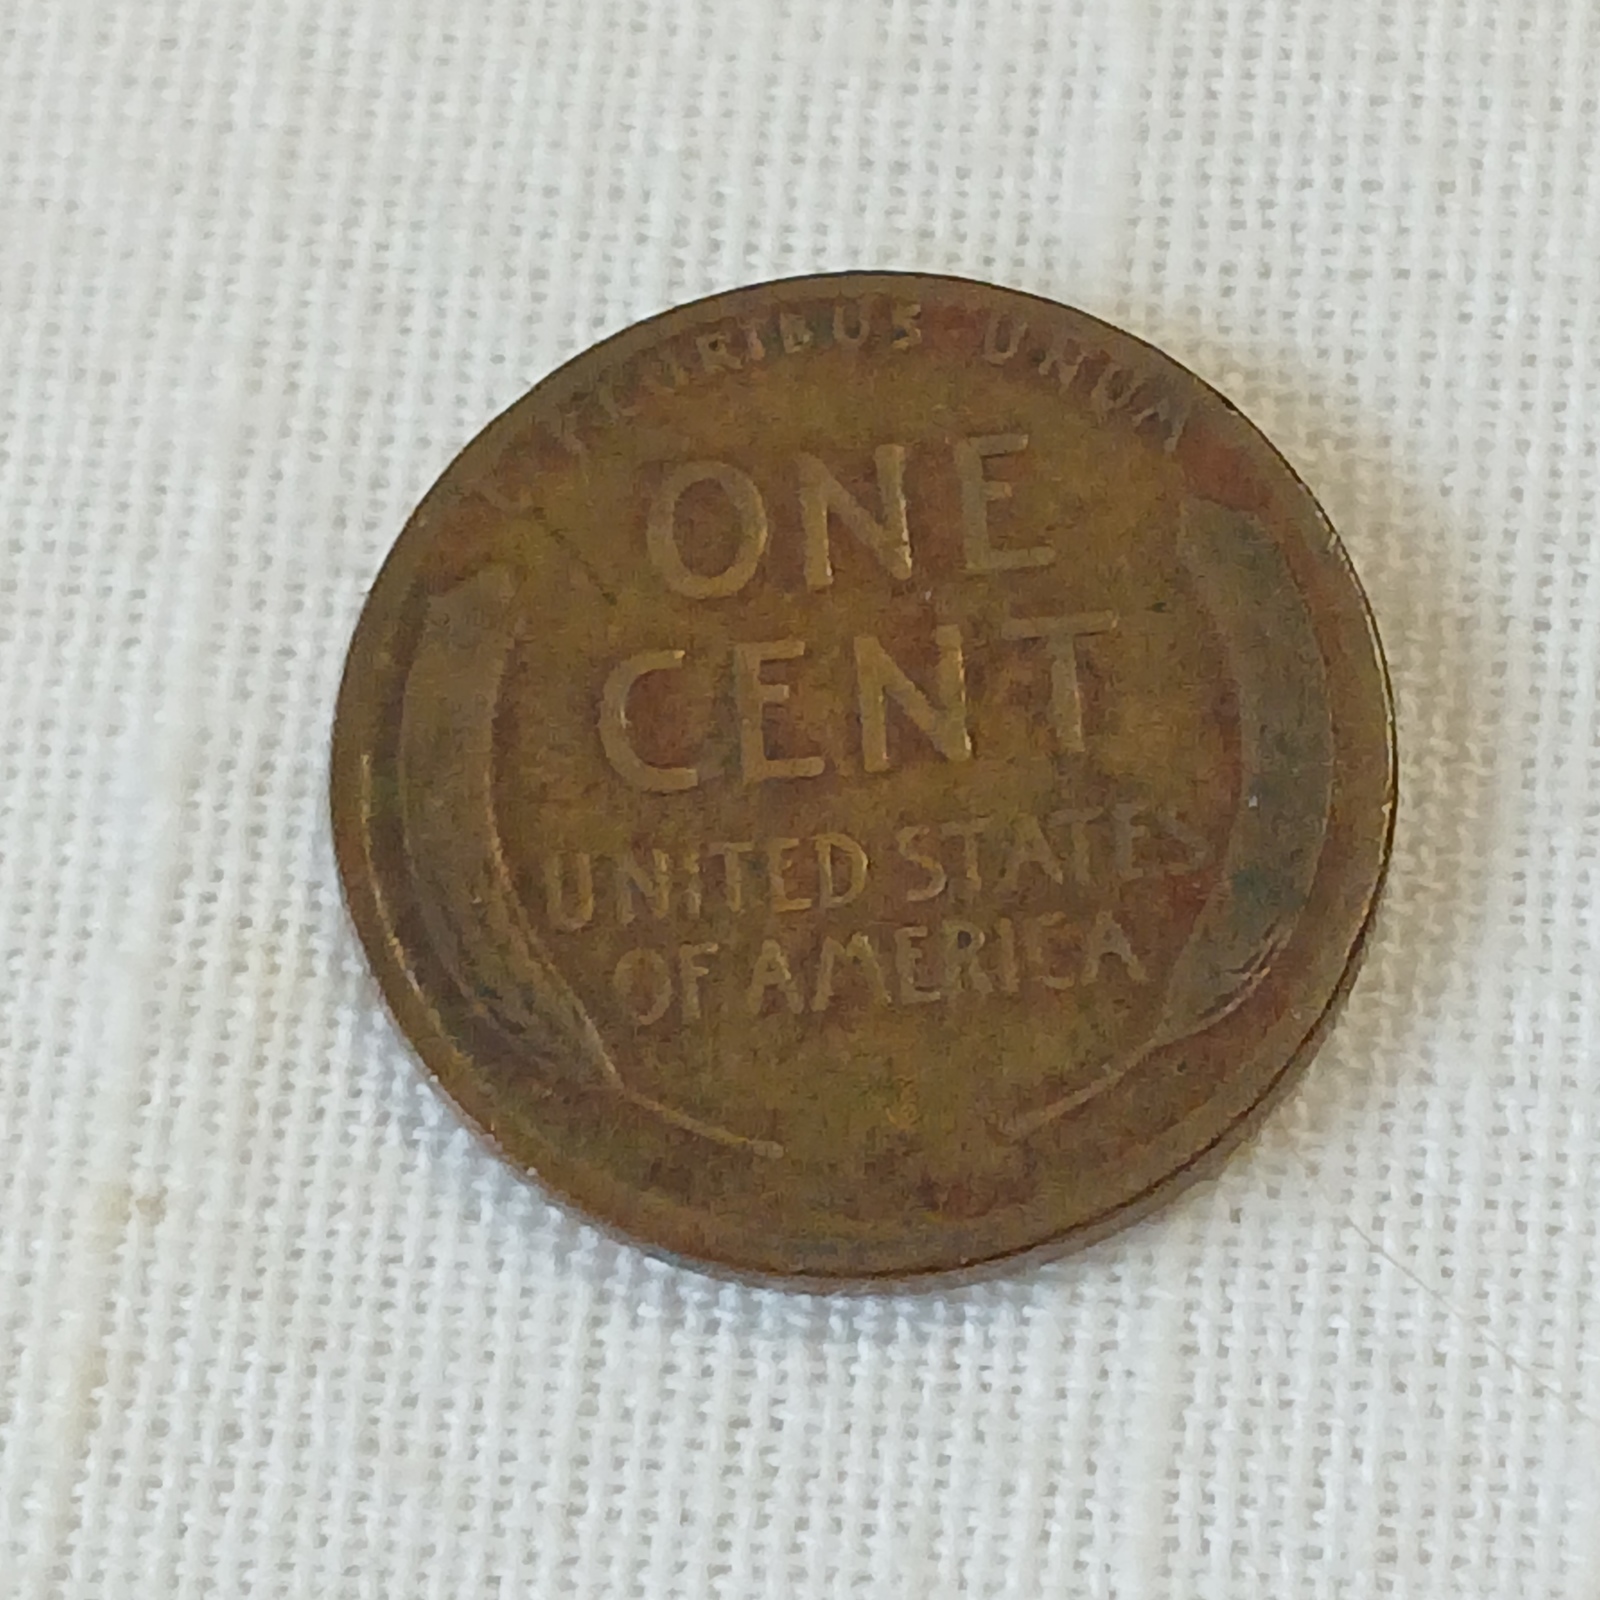 PLURIBUS UNUM
ONE
CENT
UNITED STATES
OF AMERICA